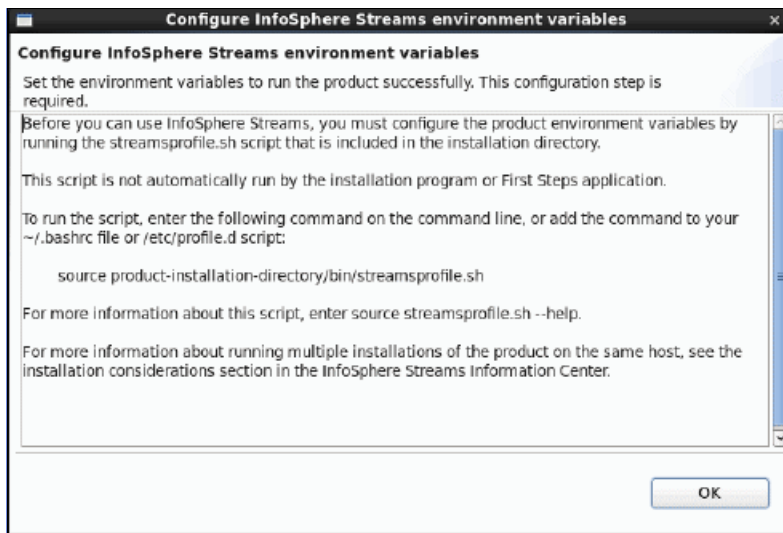 Configure InfoSphere Streams environment variables
Configure InfoSphere Streams environment variables
Set the environment variables to run the product successfully. This configuration step is
required.
Before you can use InfoSphere Streams, you must configure the product environment variables by
running the streamsprofile.sh script that is included in the installation directory.
This script is not automatically run by the installation program or First Steps application.
To run the script, enter the following command on the command line, or add the command to your
~/.bashrc file or /etc/profile.d script:
source product-installation-directory/bin/streamsprofile.sh
For more information about this script, enter source streamsprofile.sh --help.
For more information about running multiple installations of the product on the same host, see the
installation considerations section in the InfoSphere Streams Information Center.
OK